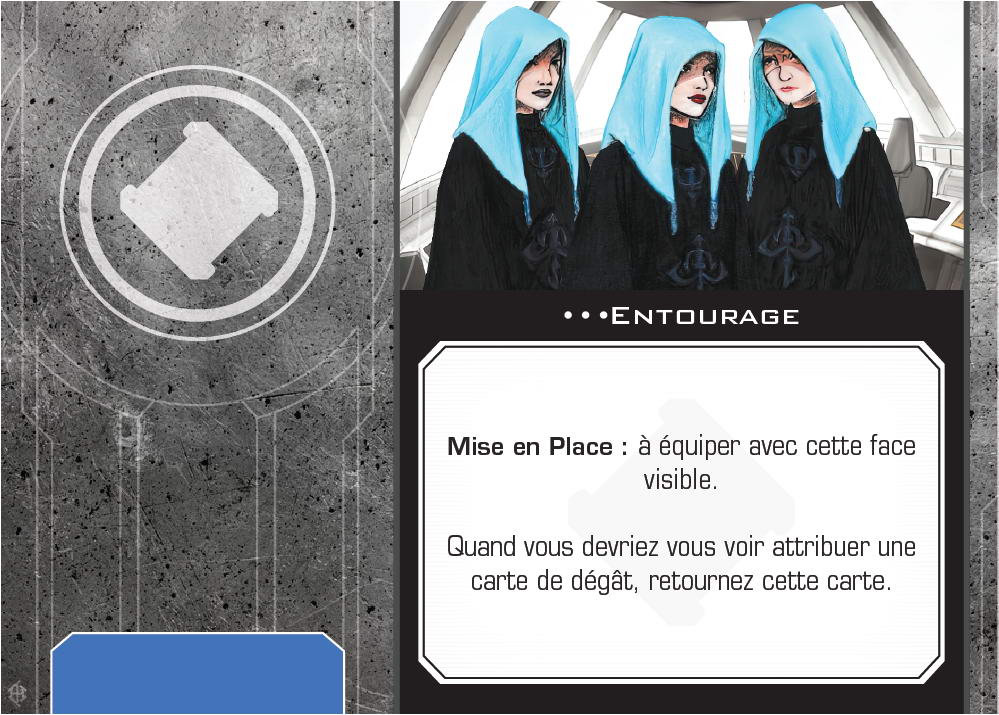 •••Entourage
Mise en Place : à équiper avec cette face
visible.
Quand vous devriez vous voir attribuer une
carte de dégât, retournez cette carte.